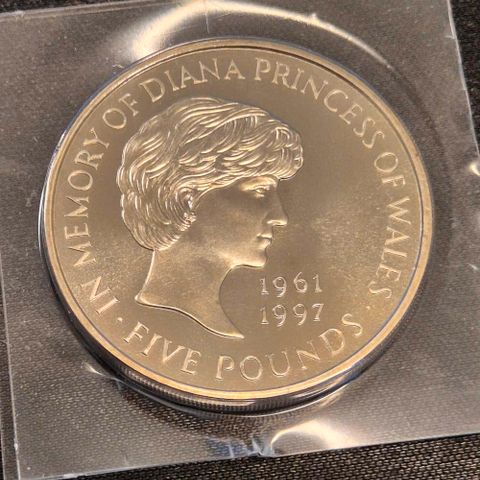 IN MEMORY OF DIANA PRINCESS OF WALES
1961
1997
· FIVE POUNDS